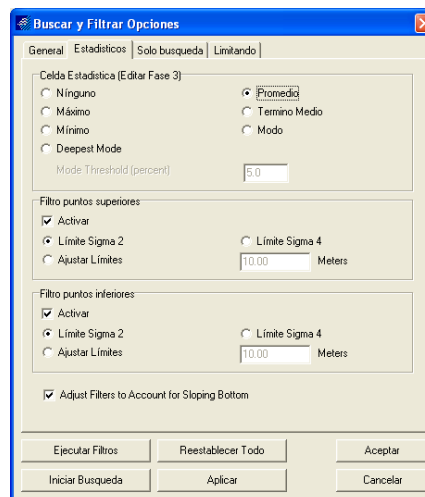 Buscar y Filtrar Opciones
General Estadisticos Solo busqueda Limitando
Celda Estadistica (Editar Fase 3)
Nínguno Promedio
Máximo Termino Medio
Mínimo Modo
Deepest Mode
Mode Threshold (percent) 5.0
Filtro puntos superiores
Activar
Límite Sigma 2 Límite Sigma 4
Ajustar Límites 10.00 Meters
Filtro puntos inferiores
Activar
Límite Sigma 2 Límite Sigma 4
Ajustar Límites 10.00 Meters
Adjust Filters to Account for Sloping Bottom
Ejecutar Filtros Reestablecer Todo Aceptar
Iniciar Busqueda Aplicar Cancelar